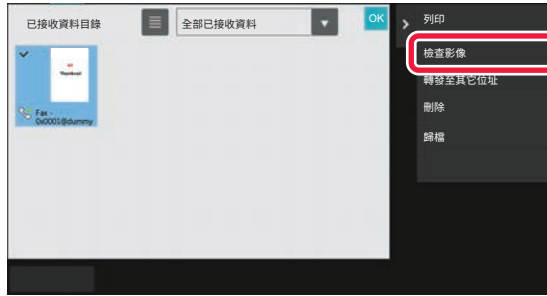 已接收資料目錄
全部已接收資料
OK
Thumbnail
Fax -
0x0001@dummy
列印
檢查影像
轉發至其它位址
刪除
歸檔